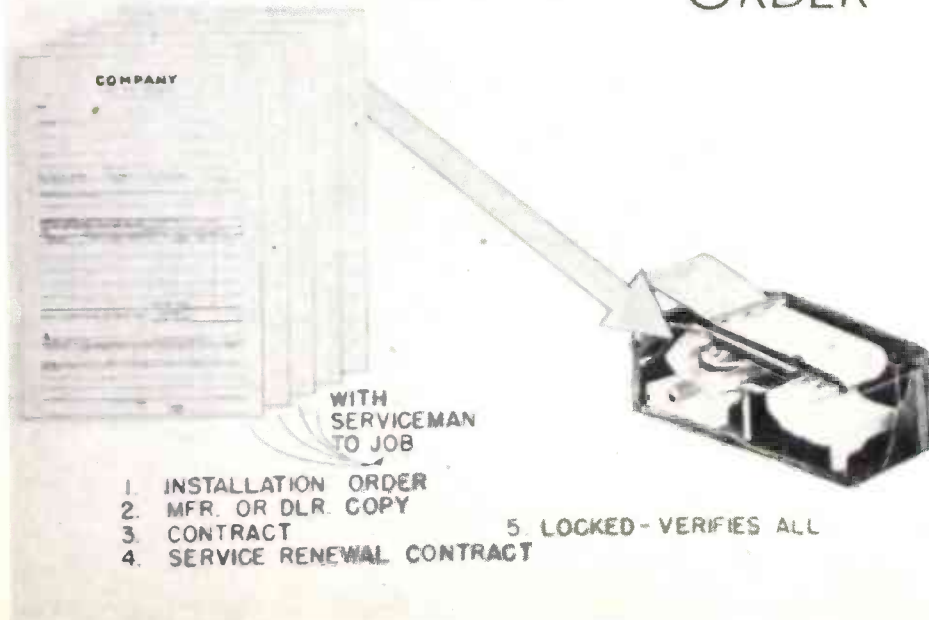 ORDER
COMPANY
WITH
SERVICEMAN
TO JOB
1. INSTALLATION ORDER
2. MFR. OR DLR. COPY
3. CONTRACT
4. SERVICE RENEWAL CONTRACT
5. LOCKED - VERIFIES ALL